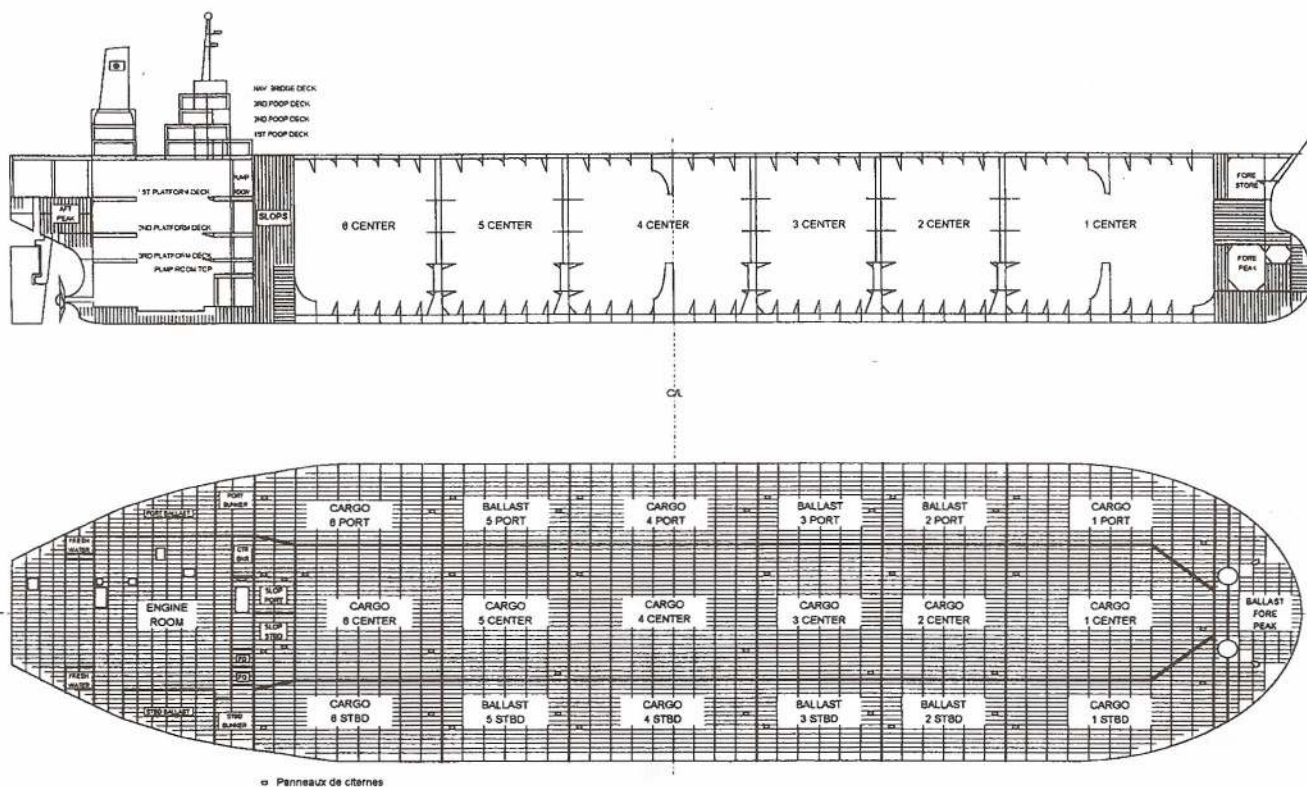 NAV BRIDGE DECK
3RD POOP DECK
2ND POOP DECK
1ST POOP DECK
1ST PLATFORM DECK
PUMP
ROOM
AFT
PEAK
2ND PLATFORM DECK
3RD PLATFORM DECK
PUMP ROOM TOP
SLOPS
6 CENTER
5 CENTER
4 CENTER
3 CENTER
2 CENTER
1 CENTER
FORE
STORE
FORE
PEAK
C/L
PORT
BUNKER
PORT BALLAST
FRESH
WATER
CTR
BNR
SLOP
PORT
ENGINE
ROOM
SLOP
STBD
FO
FO
FRESH
WATER
STBD BALLAST
STBD
BUNKER
CARGO
6 PORT
BALLAST
5 PORT
CARGO
4 PORT
BALLAST
3 PORT
BALLAST
2 PORT
CARGO
1 PORT
CARGO
6 CENTER
CARGO
5 CENTER
CARGO
4 CENTER
CARGO
3 CENTER
CARGO
2 CENTER
CARGO
1 CENTER
BALLAST
FORE
PEAK
CARGO
6 STBD
BALLAST
5 STBD
CARGO
4 STBD
BALLAST
3 STBD
BALLAST
2 STBD
CARGO
1 STBD
Panneaux de citernes